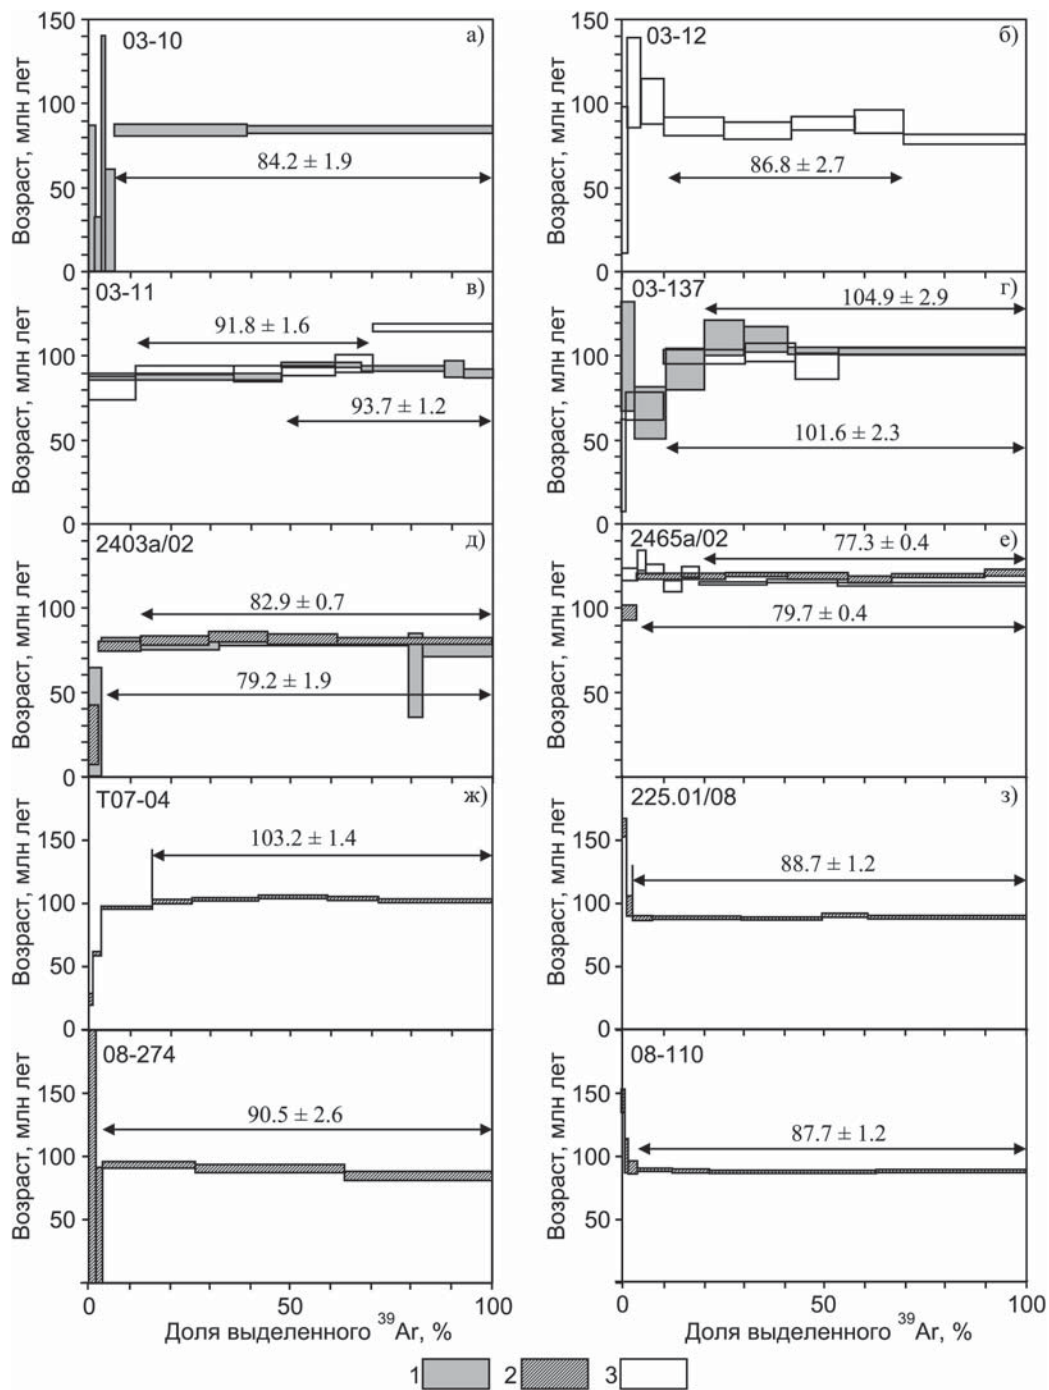 150
03-10
а)
100
84.2 ± 1.9
50
0
Возраст, млн лет
150
03-12
б)
100
86.8 ± 2.7
50
0
Возраст, млн лет
03-11
в)
91.8 ± 1.6
100
93.7 ± 1.2
50
0
Возраст, млн лет
03-137
г)
104.9 ± 2.9
100
101.6 ± 2.3
50
0
Возраст, млн лет
2403а/02
д)
82.9 ± 0.7
100
79.2 ± 1.9
50
0
Возраст, млн лет
2465а/02
е)
77.3 ± 0.4
100
79.7 ± 0.4
50
0
Возраст, млн лет
Т07-04
ж)
150
103.2 ± 1.4
100
50
0
Возраст, млн лет
225.01/08
з)
150
88.7 ± 1.2
100
50
0
Возраст, млн лет
08-274
150
90.5 ± 2.6
100
50
Возраст, млн лет
0 50 100
Доля выделенного ³⁹Ar, %
08-110
150
87.7 ± 1.2
100
50
Возраст, млн лет
0 50 100
Доля выделенного ³⁹Ar, %
1 2 3